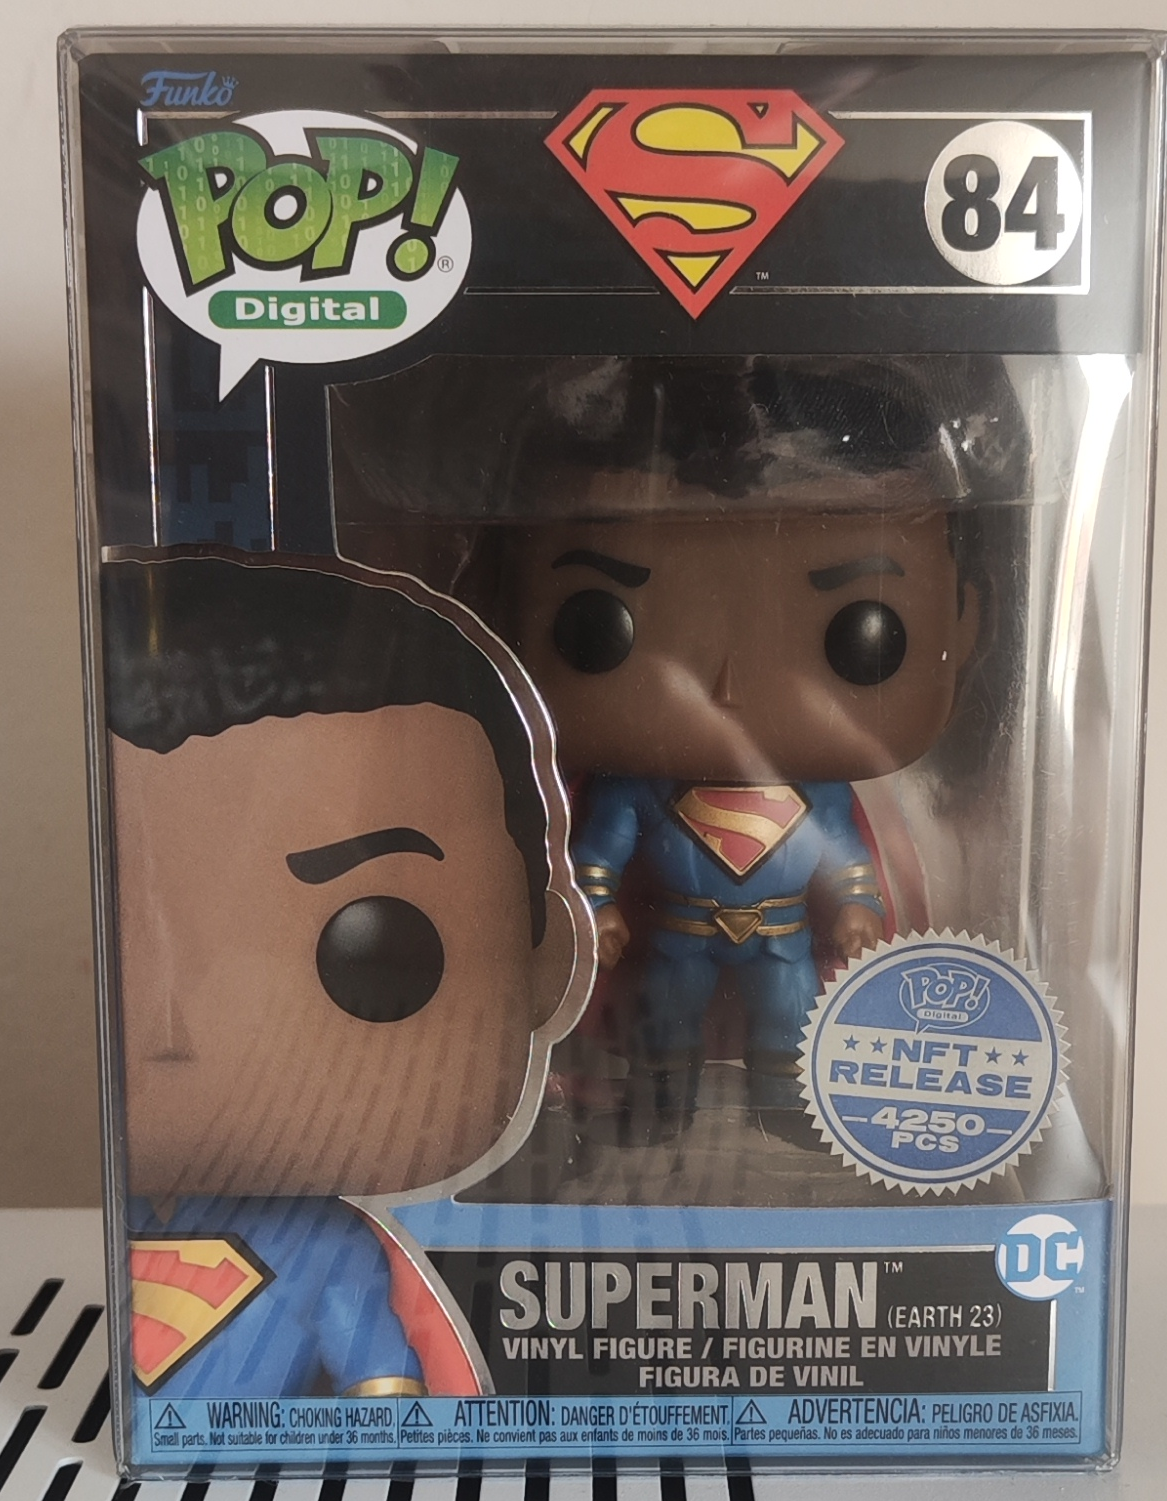 Funko
POP!®
Digital
S™
84
POP!
Digital
NFT
RELEASE
4250
PCS
DC™
SUPERMAN™ (EARTH 23)
VINYL FIGURE / FIGURINE EN VINYLE
FIGURA DE VINIL
WARNING: CHOKING HAZARD.
Small parts. Not suitable for children under 36 months.
ATTENTION: DANGER D'ÉTOUFFEMENT.
Petites pièces. Ne convient pas aux enfants de moins de 36 mois.
ADVERTENCIA: PELIGRO DE ASFIXIA.
Partes pequeñas. No es adecuado para niños menores de 36 meses.